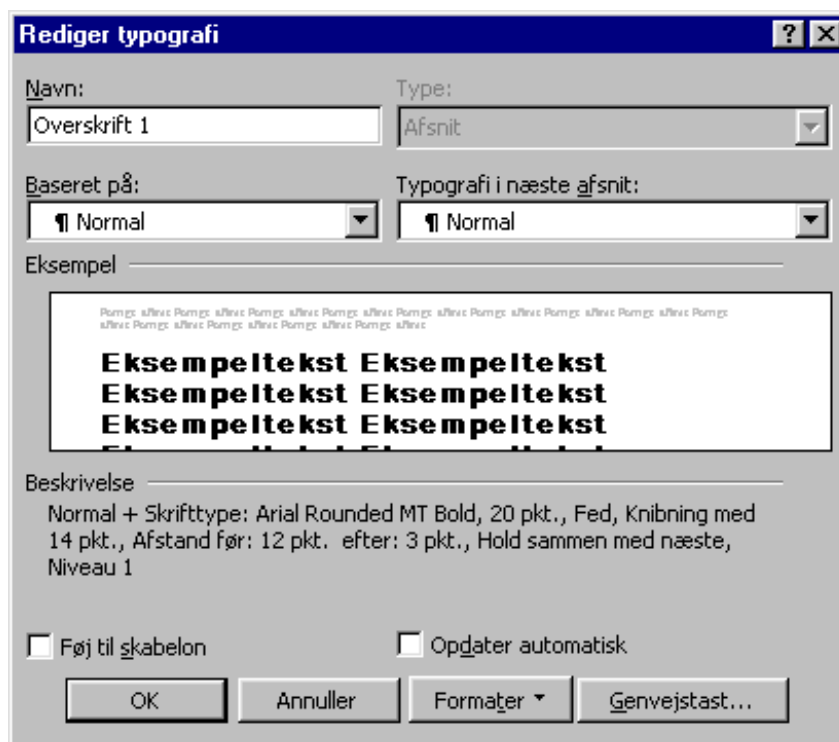 Rediger typografi
Navn:
Type:
Overskrift 1
Afsnit
Baseret på:
Typografi i næste afsnit:
¶ Normal
¶ Normal
Eksempel
Eksempeltekst Eksempeltekst
Eksempeltekst Eksempeltekst
Eksempeltekst Eksempeltekst
Beskrivelse
Normal + Skrifttype: Arial Rounded MT Bold, 20 pkt., Fed, Knibning med
14 pkt., Afstand før: 12 pkt. efter: 3 pkt., Hold sammen med næste,
Niveau 1
Føj til skabelon
Opdater automatisk
OK
Annuller
Formater
Genvejstast...